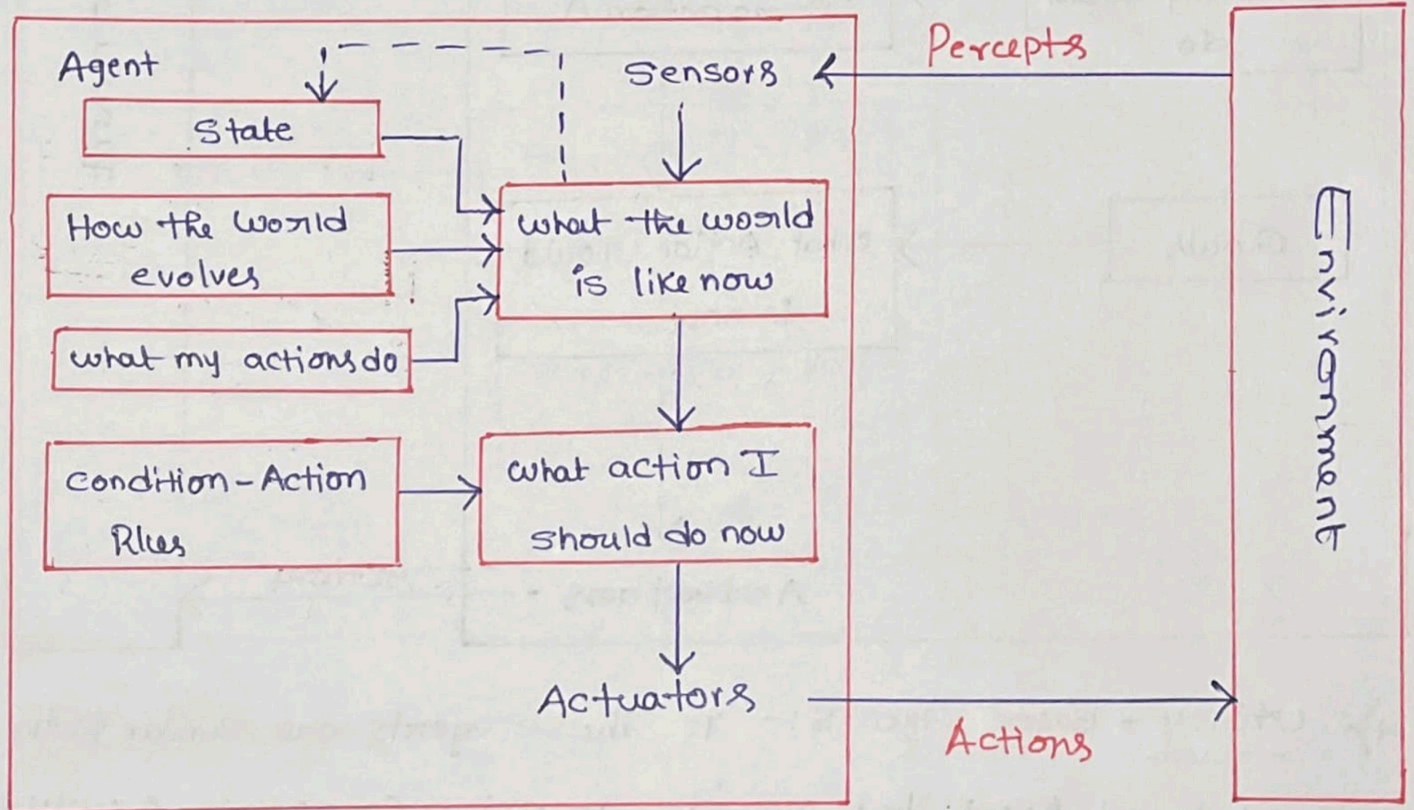 Agent
Sensors
Percepts
State
How the world
evolves
what the world
is like now
what my actions do
Condition-Action
Rlues
what action I
should do now
Actuators
Actions
Environment